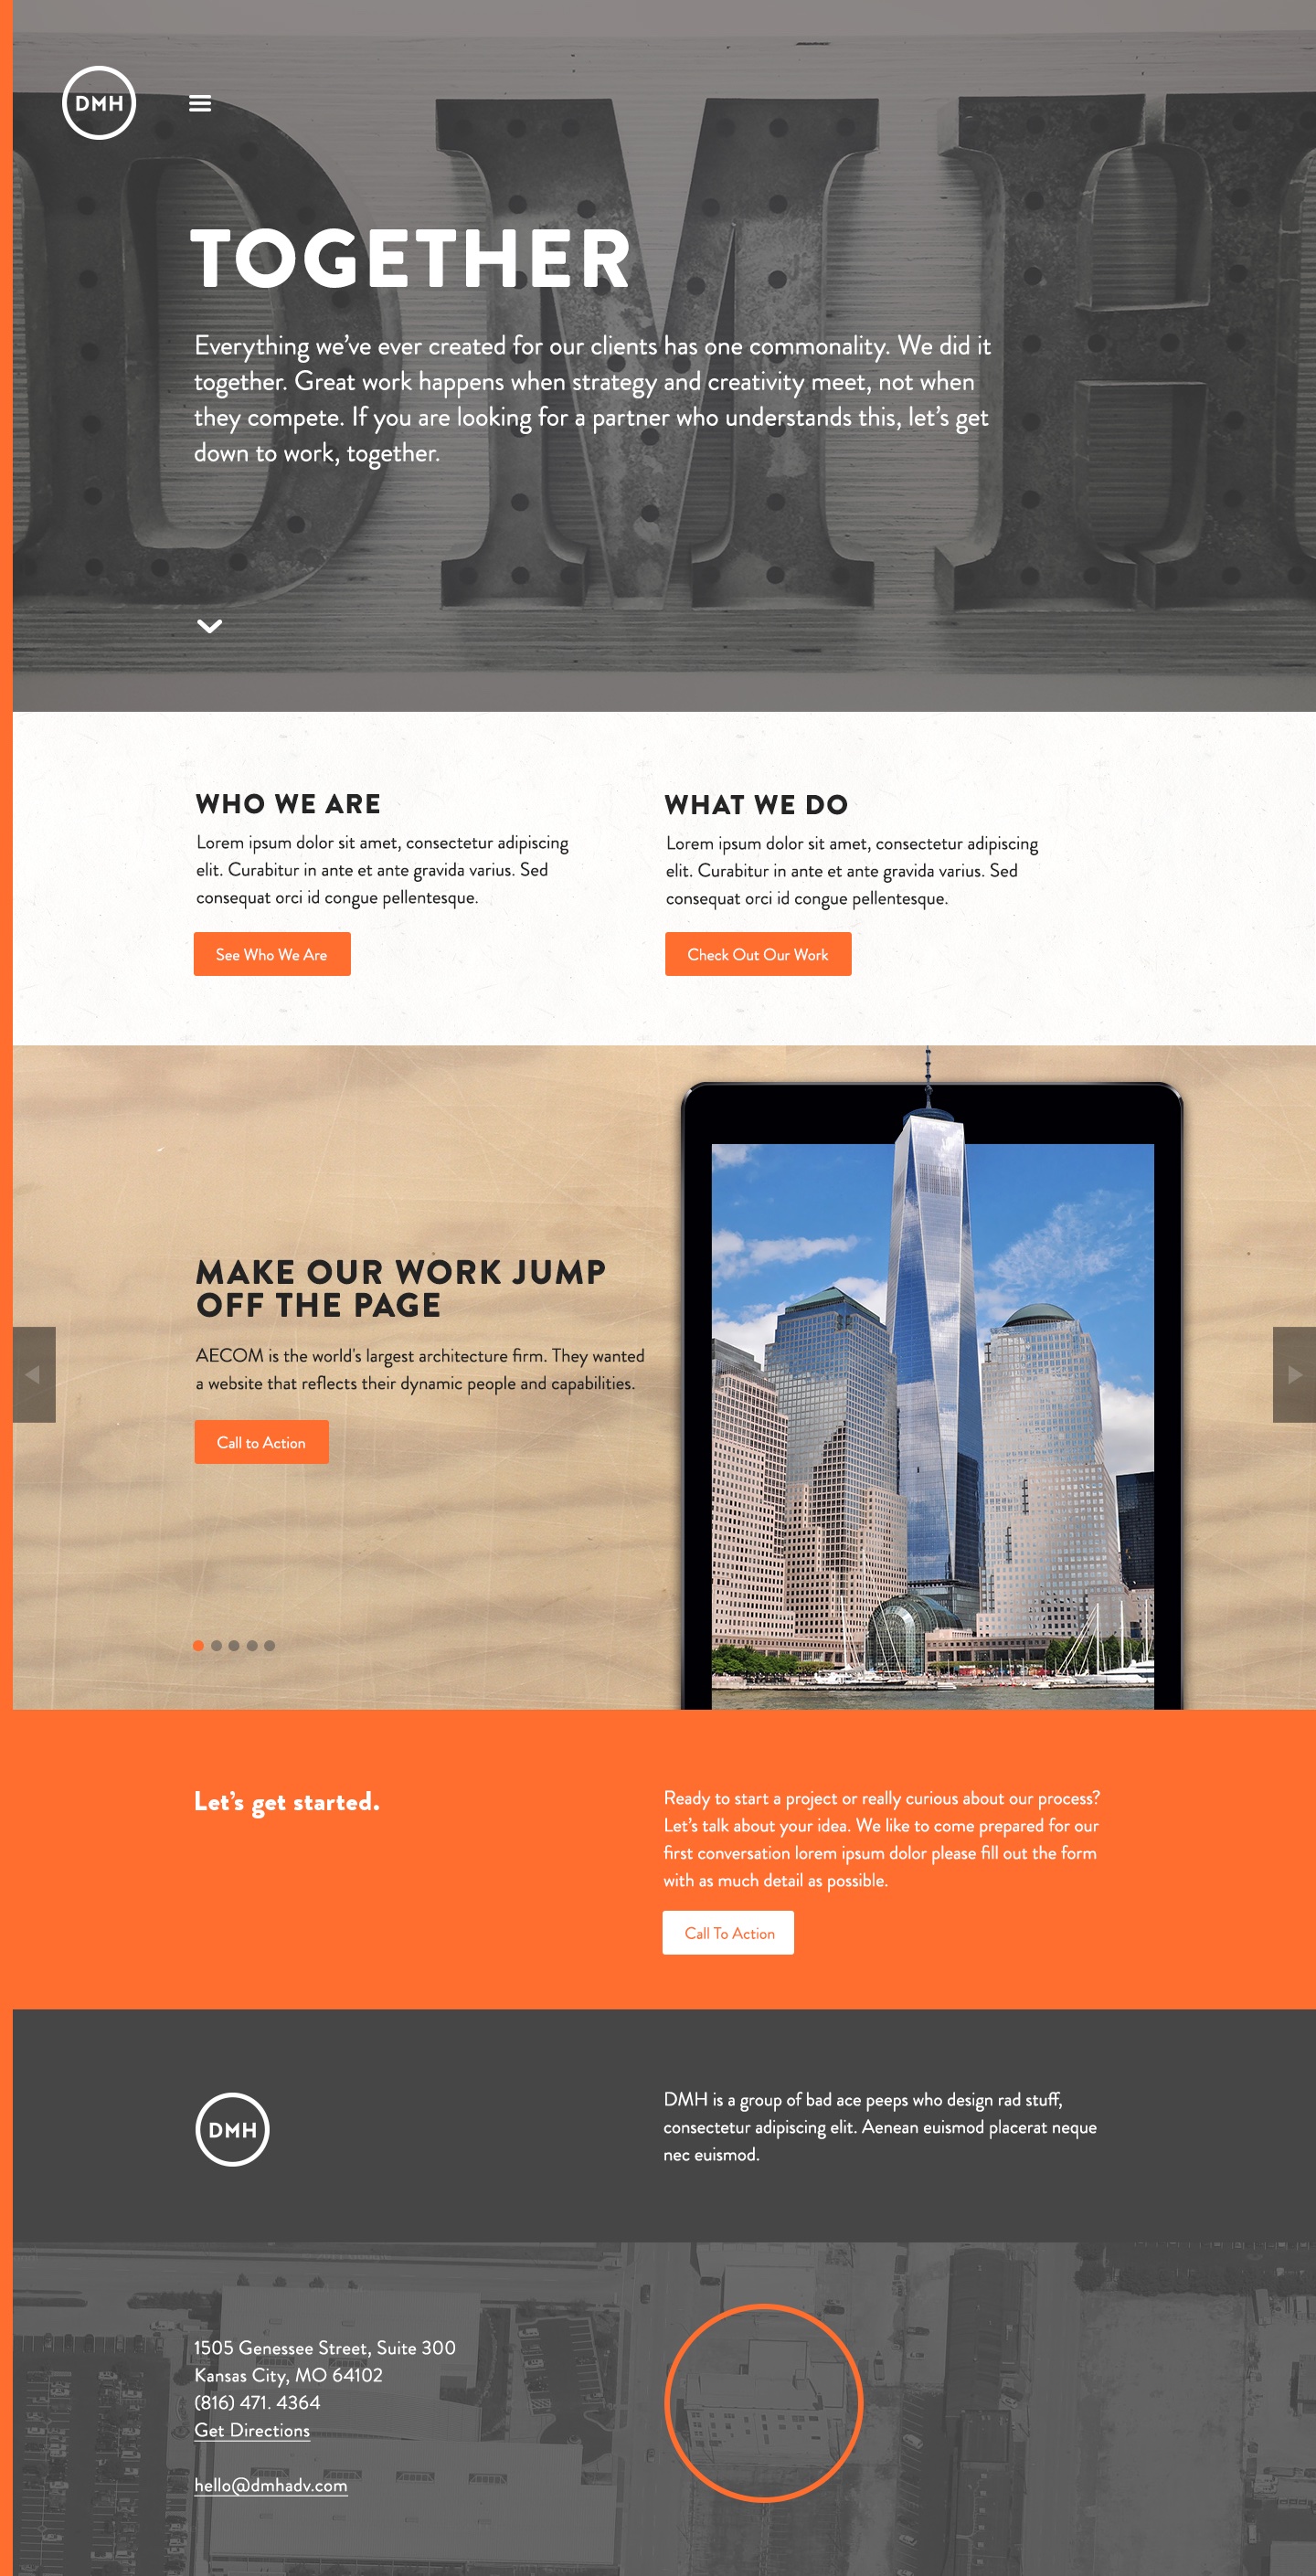 DMH
TOGETHER
Everything we’ve ever created for our clients has one commonality. We did it
together. Great work happens when strategy and creativity meet, not when
they compete. If you are looking for a partner who understands this, let’s get
down to work, together.
DMH
WHO WE ARE
Lorem ipsum dolor sit amet, consectetur adipiscing
elit. Curabitur in ante et ante gravida varius. Sed
consequat orci id congue pellentesque.
See Who We Are
WHAT WE DO
Lorem ipsum dolor sit amet, consectetur adipiscing
elit. Curabitur in ante et ante gravida varius. Sed
consequat orci id congue pellentesque.
Check Out Our Work
MAKE OUR WORK JUMP
OFF THE PAGE
AECOM is the world's largest architecture firm. They wanted
a website that reflects their dynamic people and capabilities.
Call to Action
Let’s get started.
Ready to start a project or really curious about our process?
Let’s talk about your idea. We like to come prepared for our
first conversation lorem ipsum dolor please fill out the form
with as much detail as possible.
Call To Action
DMH
DMH is a group of bad ace peeps who design rad stuff,
consectetur adipiscing elit. Aenean euismod placerat neque
nec euismod.
1505 Genessee Street, Suite 300
Kansas City, MO 64102
(816) 471. 4364
Get Directions
hello@dmhadv.com